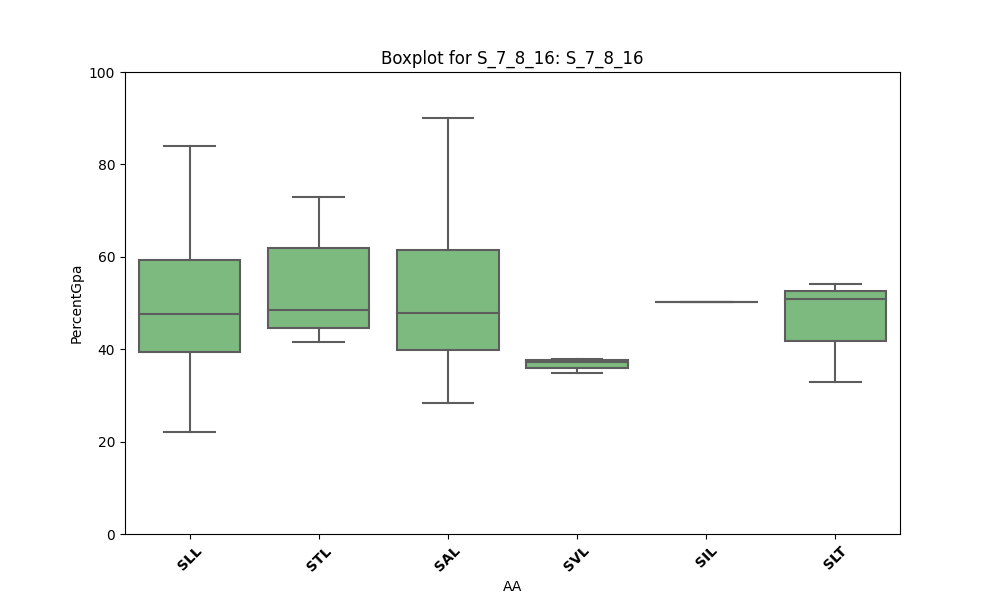 Boxplot for S_7_8_16: S_7_8_16
100
80
60
40
20
0
PercentGpa
SLL
STL
SAL
SVL
SIL
SLT
AA